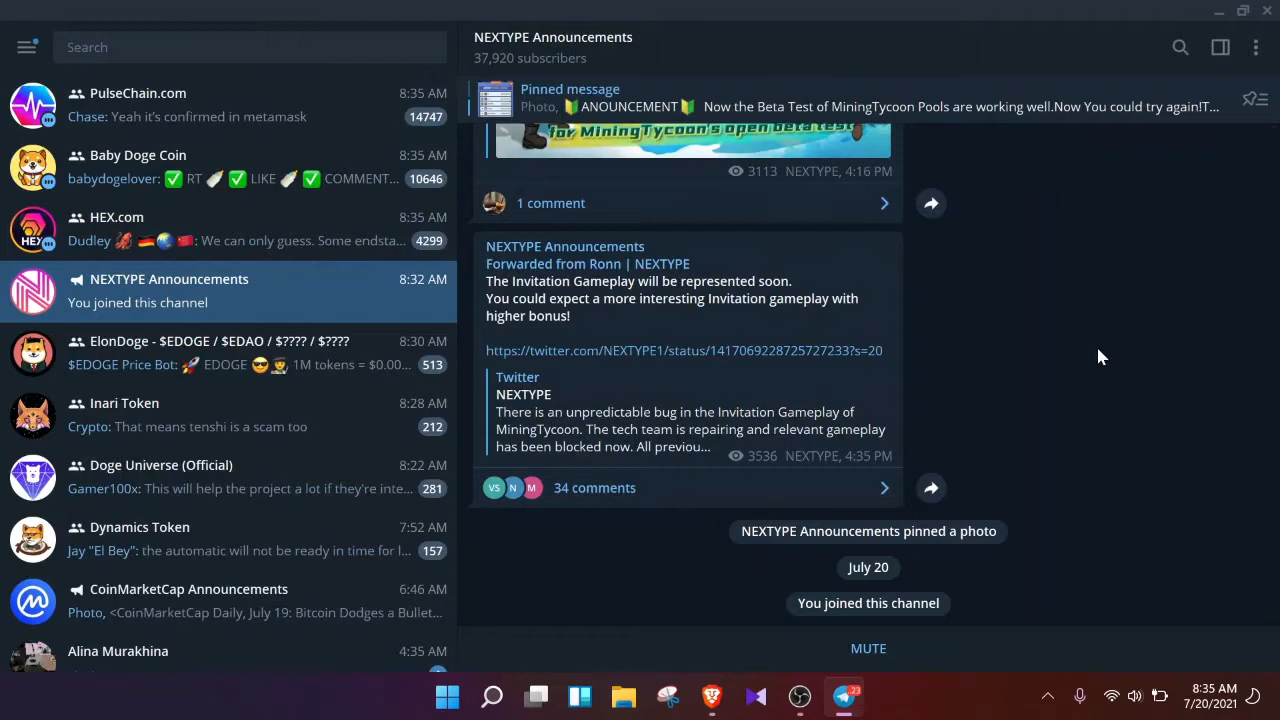 Search
PulseChain.com
8:35 AM
Chase: Yeah it's confirmed in metamask
14747
Baby Doge Coin
8:35 AM
babydogelover: ✅ RT 🍼 ✅ LIKE 🍼 ✅ COMMENT...
10646
HEX.com
8:35 AM
Dudley 🦞 🇩🇪🌏🇨🇳: We can only guess. Some endsta...
4299
HEX
NEXTYPE Announcements
8:32 AM
You joined this channel
ElonDoge - $EDOGE / $EDAO / $???? / $????
8:30 AM
$EDOGE Price Bot: 🚀 EDOGE 😎 👨‍🚀 1M tokens = $0.00...
513
Inari Token
8:28 AM
Crypto: That means tenshi is a scam too
212
Doge Universe (Official)
8:22 AM
Gamer100x: This will help the project a lot if they're inte...
281
Dynamics Token
7:52 AM
Jay "El Bey": the automatic will not be ready in time for l...
157
CoinMarketCap Announcements
6:46 AM
Photo, <CoinMarketCap Daily, July 19: Bitcoin Dodges a Bullet...
Alina Murakhina
4:35 AM
NEXTYPE Announcements
37,920 subscribers
Pinned message
Photo, 🔰ANOUNCEMENT🔰 Now the Beta Test of MiningTycoon Pools are working well.Now You could try again!T...
for MiningTycoon's open beta test
3113 NEXTYPE, 4:16 PM
1 comment
NEXTYPE Announcements
Forwarded from Ronn | NEXTYPE
The Invitation Gameplay will be represented soon.
You could expect a more interesting Invitation gameplay with
higher bonus!
https://twitter.com/NEXTYPE1/status/1417069228725727233?s=20
Twitter
NEXTYPE
There is an unpredictable bug in the Invitation Gameplay of
MiningTycoon. The tech team is repairing and relevant gameplay
has been blocked now. All previou...
3536 NEXTYPE, 4:35 PM
VS N M
34 comments
NEXTYPE Announcements pinned a photo
July 20
You joined this channel
MUTE
23
8:35 AM
7/20/2021